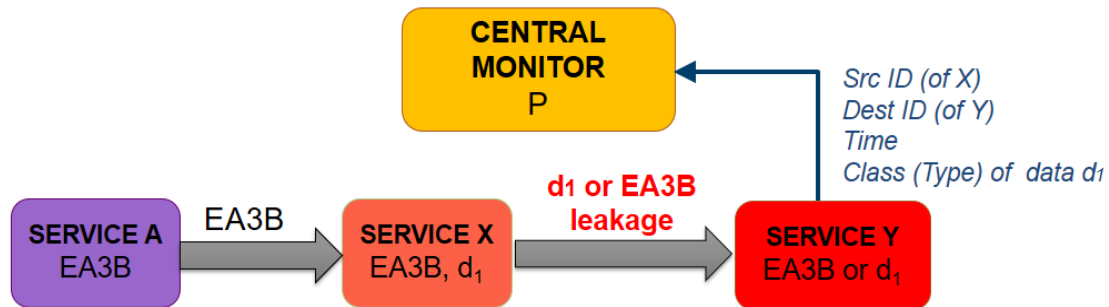 CENTRAL
MONITOR
P
Src ID (of X)
Dest ID (of Y)
Time
Class (Type) of data d₁
SERVICE A
EA3B
EA3B
SERVICE X
EA3B, d₁
d₁ or EA3B
leakage
SERVICE Y
EA3B or d₁